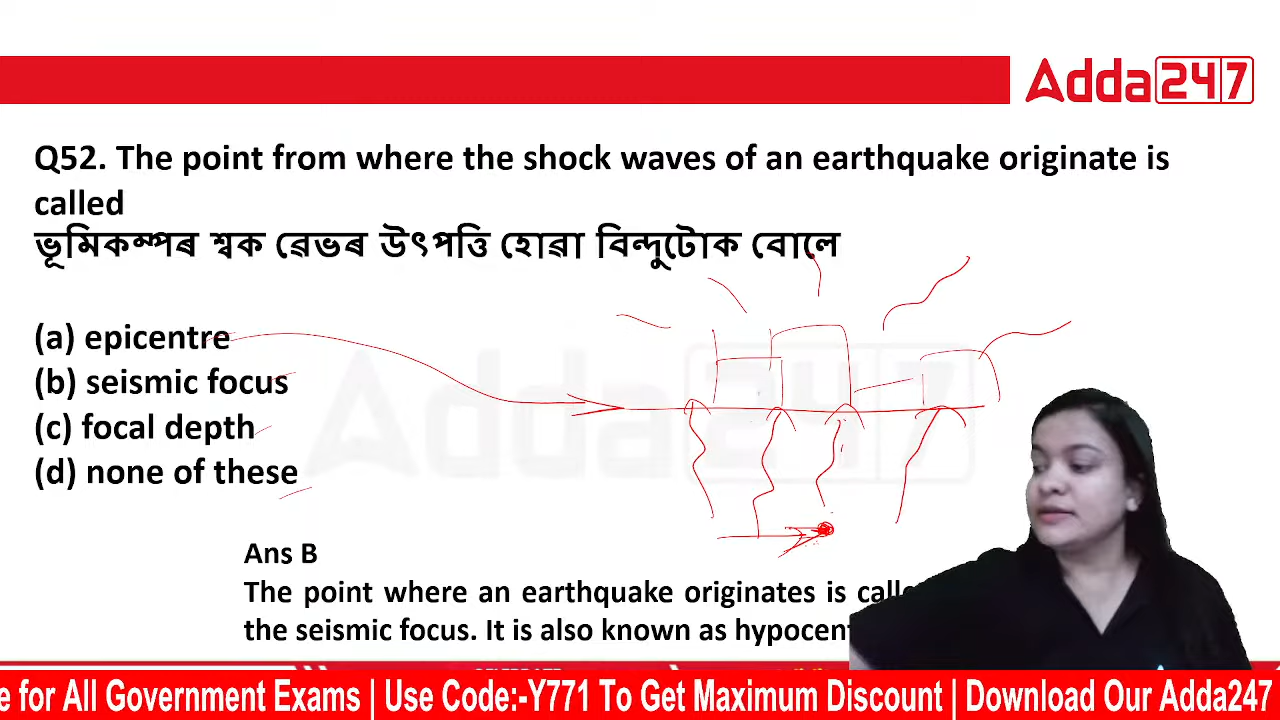 Adda247
Q52. The point from where the shock waves of an earthquake originate is
called
ভূমিকম্পৰ শ্বক ৱেভৰ উৎপত্তি হোৱা বিন্দুটোক বোলে
(a) epicentre
(b) seismic focus
(c) focal depth
(d) none of these
Ans B
The point where an earthquake originates is
the seismic focus. It is also known as
for All Government Exams | Use Code:-Y771 To Get Maximum Discount | Download Our Adda247